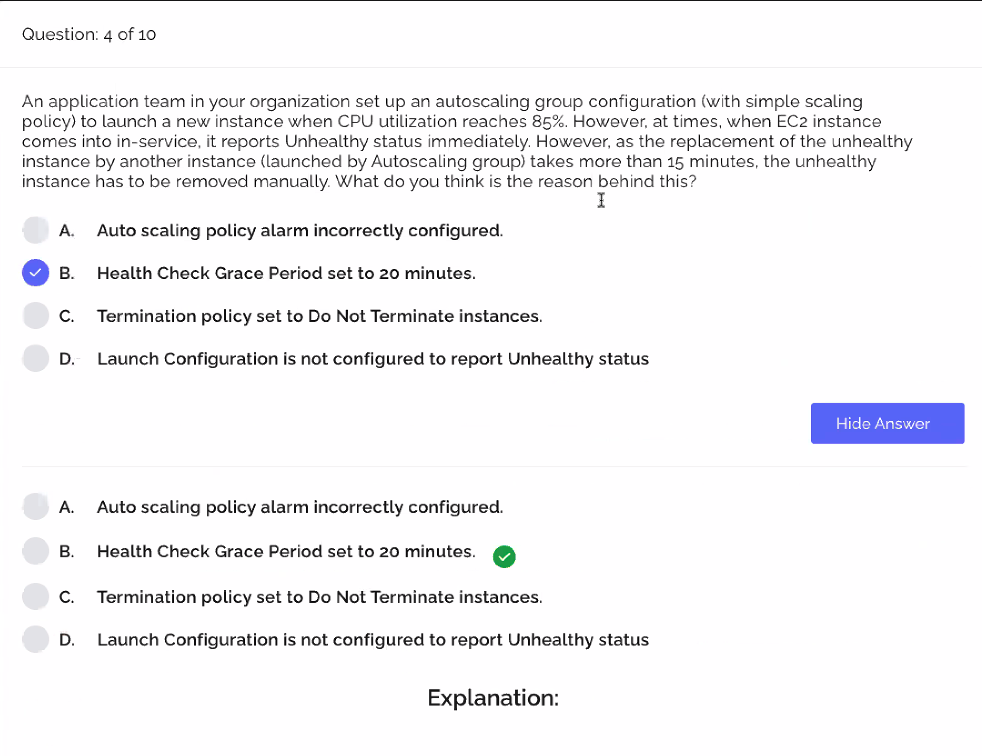 Question: 4 of 10
An application team in your organization set up an autoscaling group configuration (with simple scaling
policy) to launch a new instance when CPU utilization reaches 85%. However, at times, when EC2 instance
comes into in-service, it reports Unhealthy status immediately. However, as the replacement of the unhealthy
instance by another instance (launched by Autoscaling group) takes more than 15 minutes, the unhealthy
instance has to be removed manually. What do you think is the reason behind this?
A. Auto scaling policy alarm incorrectly configured.
B. Health Check Grace Period set to 20 minutes.
C. Termination policy set to Do Not Terminate instances.
D. Launch Configuration is not configured to report Unhealthy status
Hide Answer
A. Auto scaling policy alarm incorrectly configured.
B. Health Check Grace Period set to 20 minutes.
C. Termination policy set to Do Not Terminate instances.
D. Launch Configuration is not configured to report Unhealthy status
Explanation: